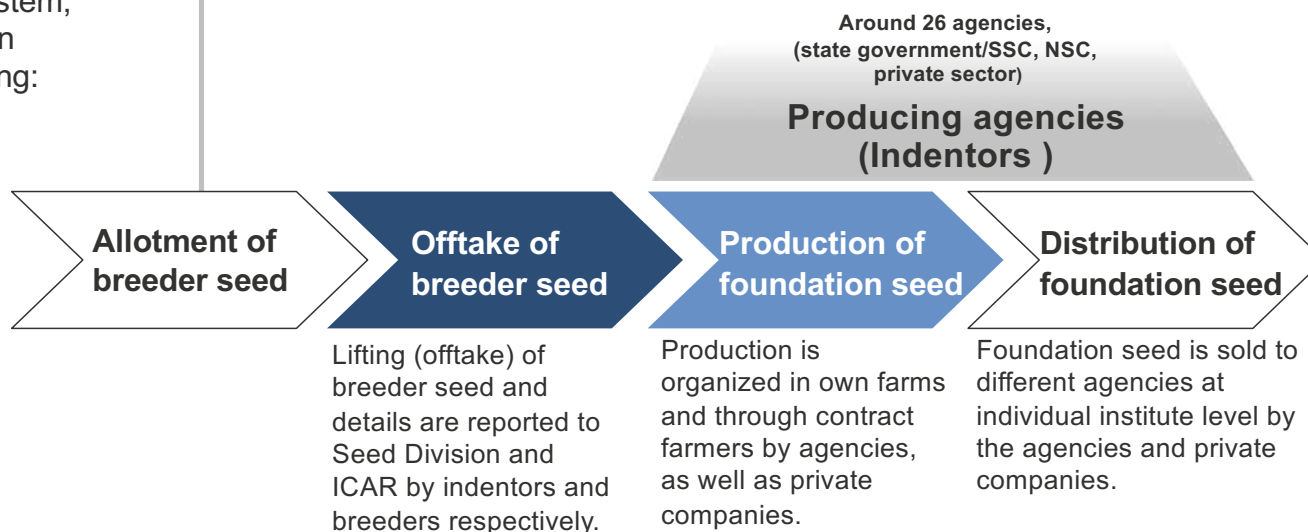 stem,
n
ng:
Around 26 agencies,
(state government/SSC, NSC,
private sector)
Producing agencies
(Indentors )
Allotment of
breeder seed
Offtake of
breeder seed
Production of
foundation seed
Distribution of
foundation seed
Lifting (offtake) of
breeder seed and
details are reported to
Seed Division and
ICAR by indentors and
breeders respectively.
Production is
organized in own farms
and through contract
farmers by agencies,
as well as private
companies.
Foundation seed is sold to
different agencies at
individual institute level by
the agencies and private
companies.